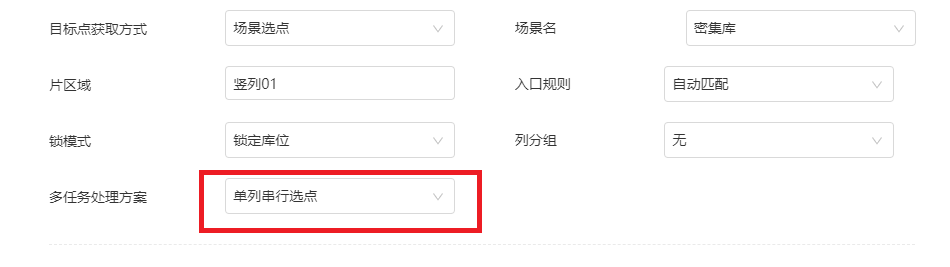 目标点获取方式 场景选点 场景名 密集库
片区域 竖列01 入口规则 自动匹配
锁模式 锁定库位 列分组 无
多任务处理方案 单列串行选点